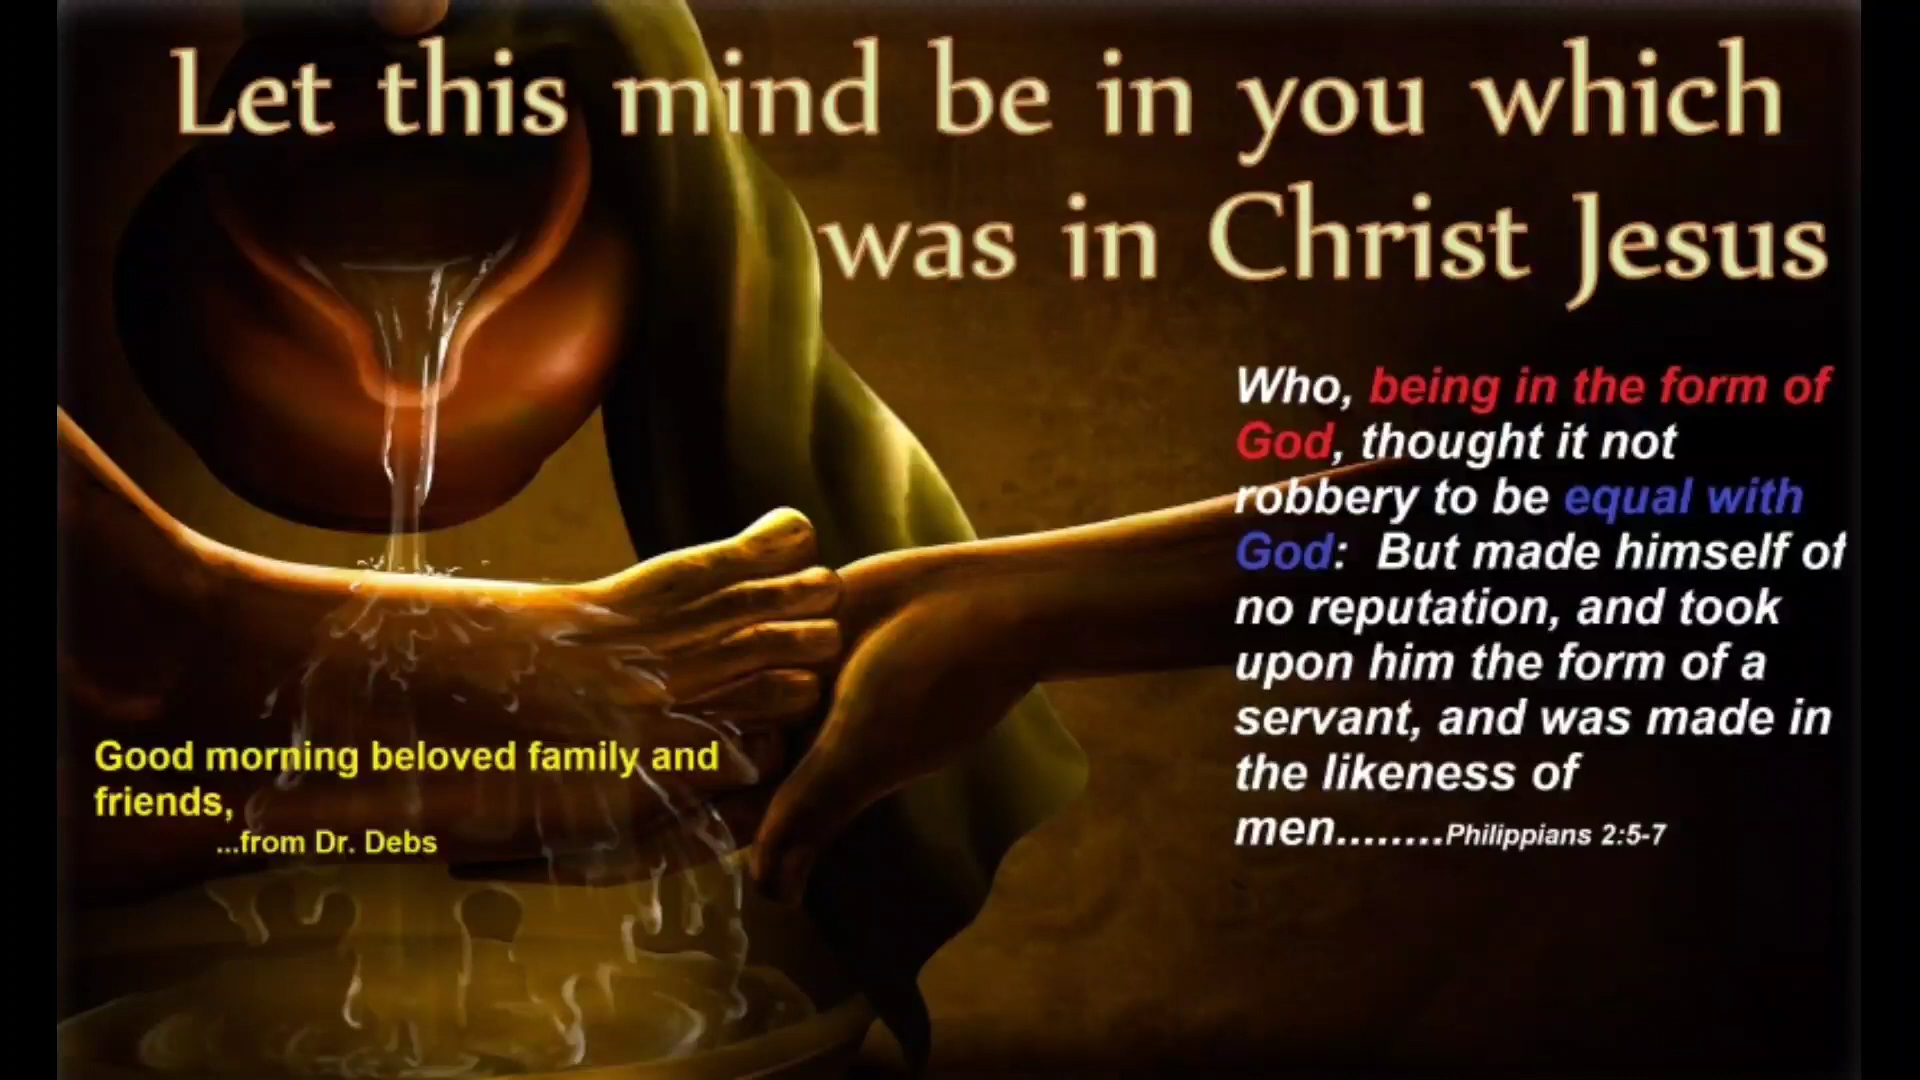 Let this mind be in you which
was in Christ Jesus
Who, being in the form of
God, thought it not
robbery to be equal with
God:  But made himself of
no reputation, and took
upon him the form of a
servant, and was made in
the likeness of
men........Philippians 2:5-7
Good morning beloved family and
friends,
...from Dr. Debs